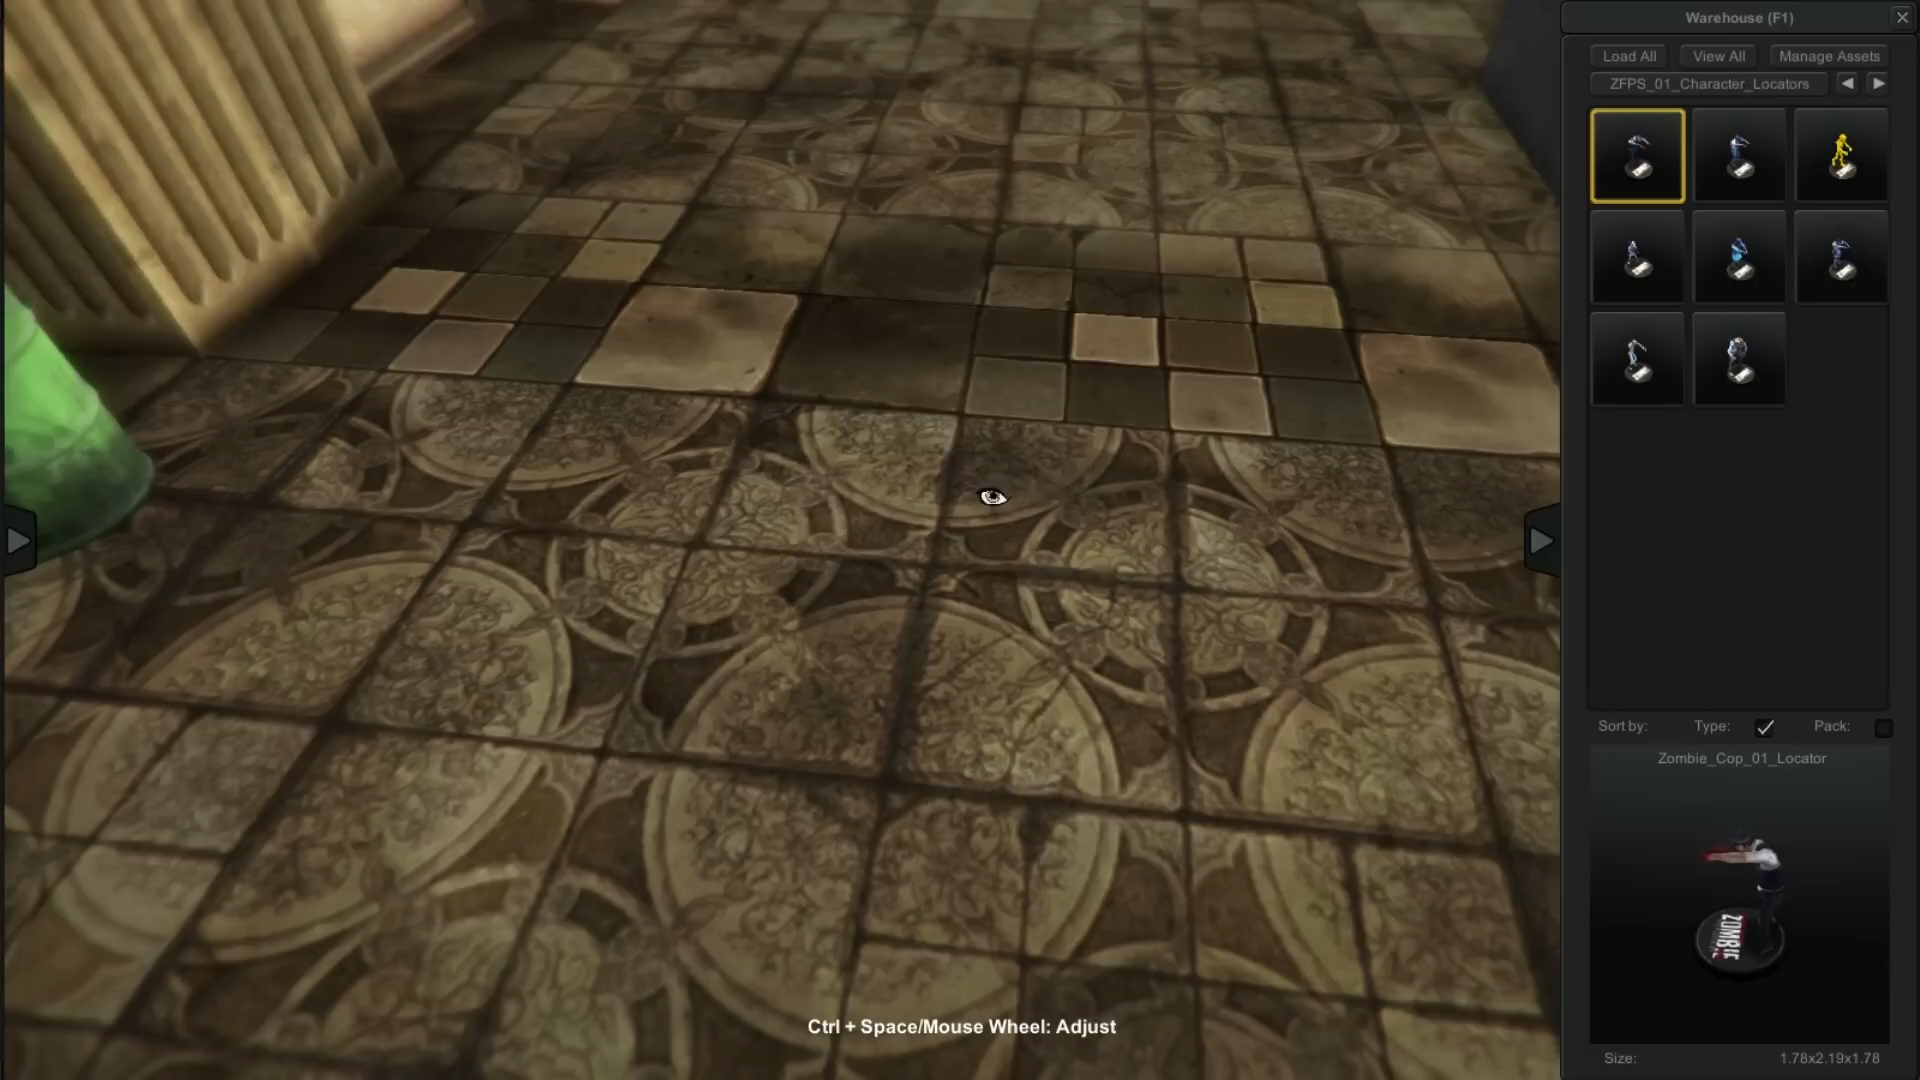 Warehouse (F1)
Load All
View All
Manage Assets
ZFPS_01_Character_Locators
Sort by:
Type:
Pack:
Zombie_Cop_01_Locator
ZOMBIE
Ctrl + Space/Mouse Wheel: Adjust
Size:
1.78x2.19x1.78